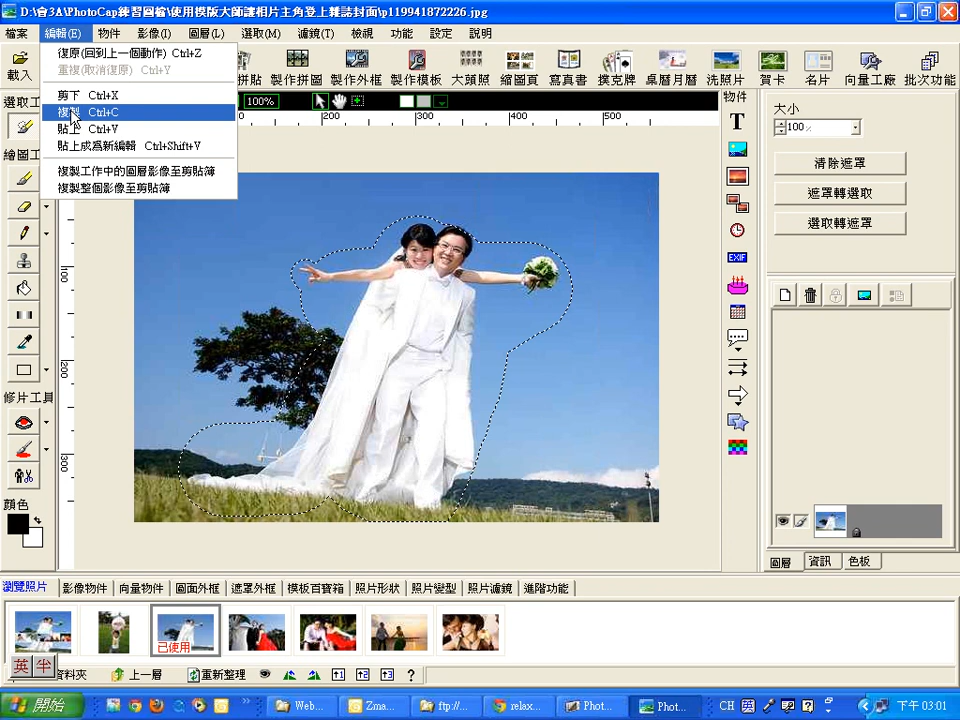 D:\會3A\PhotoCap練習圖檔\使用模版大師讓相片主角登上雜誌封面\p119941872226.jpg
檔案 編輯(E) 物件 影像(I) 圖層(L) 選取(M) 濾鏡(T) 檢視 功能 設定 說明
復原(回到上一個動作) Ctrl+Z
重複(取消復原) Ctrl+Y
剪下 Ctrl+X
複製 Ctrl+C
貼上 Ctrl+V
貼上成為新編輯 Ctrl+Shift+V
複製工作中的圖層影像至剪貼簿
複製整個影像至剪貼簿
載入 拼貼 製作拼圖 製作外框 製作模板 大頭照 縮圖頁 寫真書 撲克牌 桌曆月曆 洗照片 賀卡 名片 向量工廠 批次功能
選取工
100%
物件
大小
100%
0 200 300 400 500
清除遮罩
遮罩轉選取
選取轉遮罩
繪圖工
T
EXIF
100
200
300
修片工具
顏色
圖層 資訊 色板
瀏覽照片 影像物件 向量物件 圖面外框 遮罩外框 模板百寶箱 照片形狀 照片變型 照片濾鏡 進階功能
已使用
英 半
資料夾 上一層 重新整理 1 2 3 ?
開始 Web... Zma... ftp://... relax... Phot... Phot... CH 英 下午 03:01